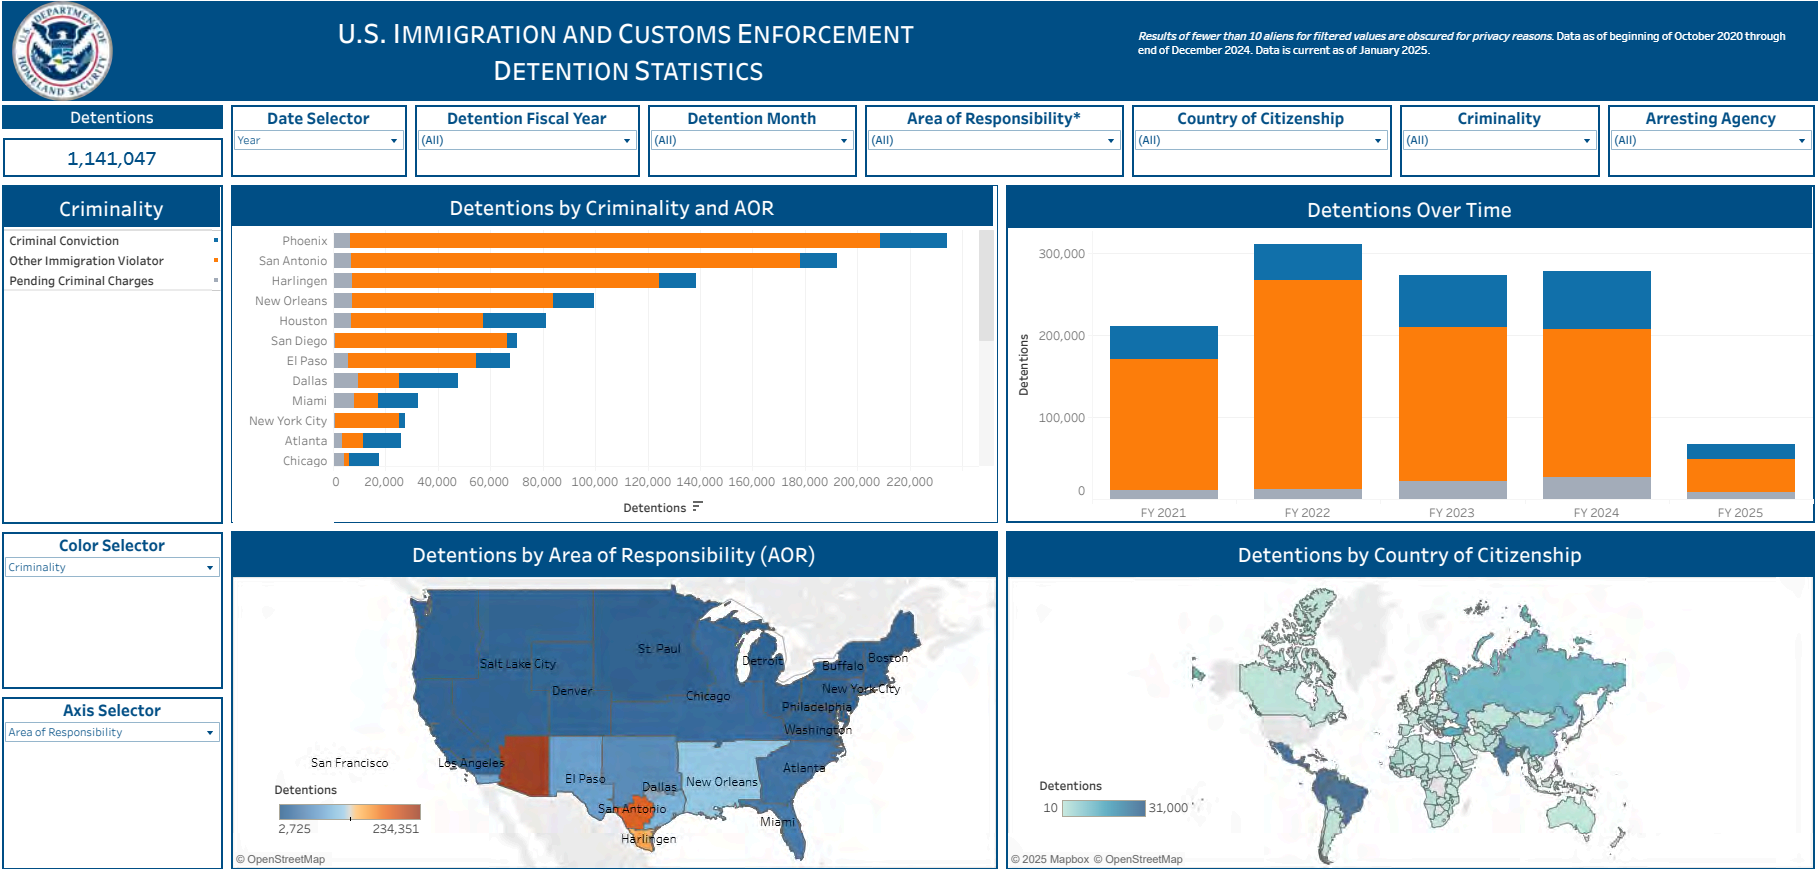 U.S. DEPARTMENT OF
HOMELAND SECURITY
U.S. IMMIGRATION AND CUSTOMS ENFORCEMENT
DETENTION STATISTICS
Results of fewer than 10 aliens for filtered values are obscured for privacy reasons. Data as of beginning of October 2020 through
end of December 2024. Data is current as of January 2025.
Detentions
1,141,047
Date Selector
Year
Detention Fiscal Year
(All)
Detention Month
(All)
Area of Responsibility*
(All)
Country of Citizenship
(All)
Criminality
(All)
Arresting Agency
(All)
Criminality
Criminal Conviction
Other Immigration Violator
Pending Criminal Charges
Detentions by Criminality and AOR
Phoenix
San Antonio
Harlingen
New Orleans
Houston
San Diego
El Paso
Dallas
Miami
New York City
Atlanta
Chicago
0 20,000 40,000 60,000 80,000 100,000 120,000 140,000 160,000 180,000 200,000 220,000
Detentions
Detentions Over Time
300,000
200,000
100,000
0
Detentions
FY 2021 FY 2022 FY 2023 FY 2024 FY 2025
Color Selector
Criminality
Axis Selector
Area of Responsibility
Detentions by Area of Responsibility (AOR)
St. Paul
Salt Lake City
Detroit
Buffalo
Boston
Denver
Chicago
New York City
Philadelphia
Washington
San Francisco
Los Angeles
Atlanta
El Paso
Dallas
New Orleans
San Antonio
Miami
Harlingen
Detentions
2,725 234,351
© OpenStreetMap
Detentions by Country of Citizenship
Detentions
10 31,000
© 2025 Mapbox © OpenStreetMap